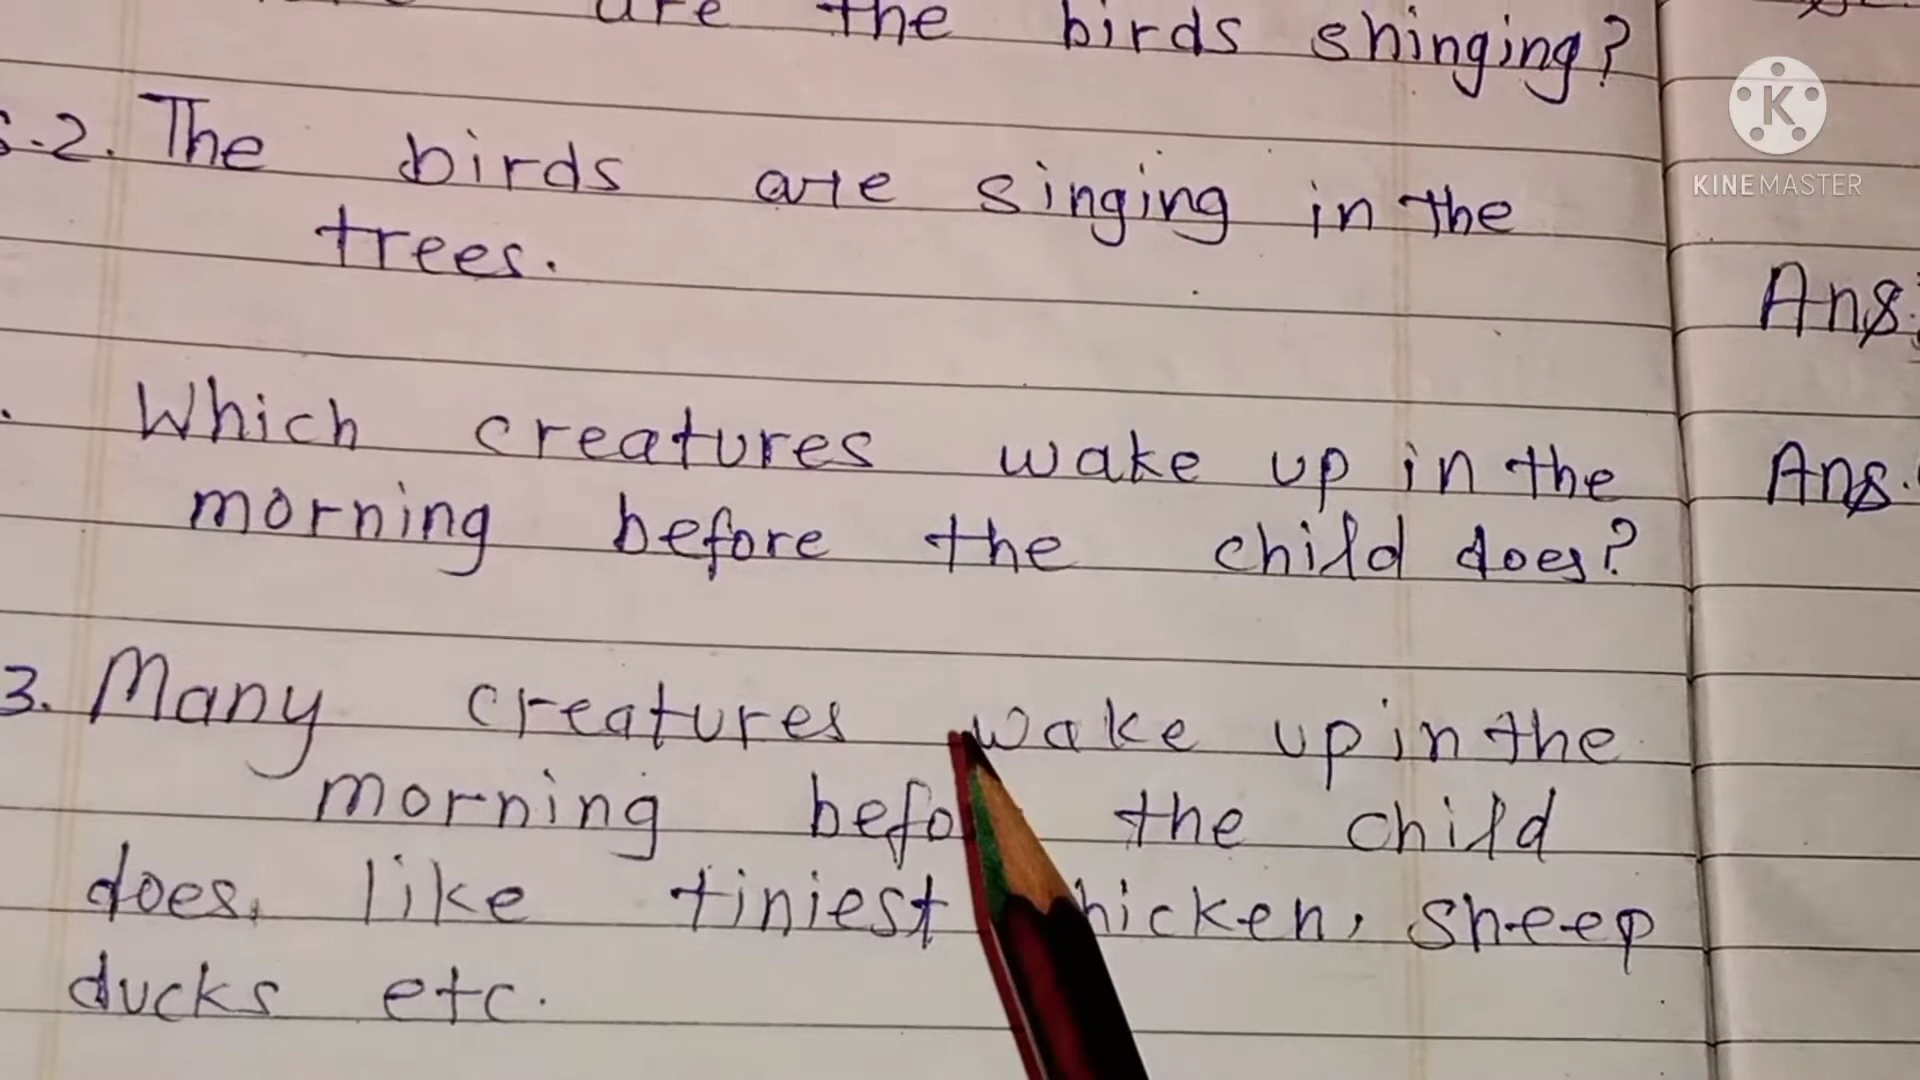 are the birds shinging?
KINEMASTER
.2. The birds are singing in the
trees.
Ans
Which creatures wake up in the
morning before the child does?
Ans.
3. Many creatures wake up in the
morning befo the child
does, like tiniest hicken, sheep
ducks etc.